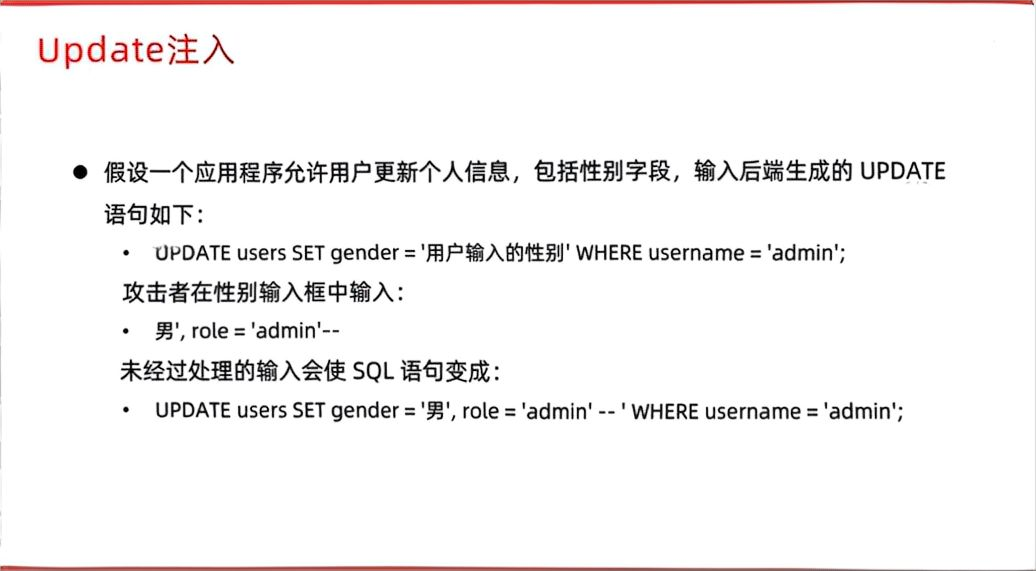 Update注入
● 假设一个应用程序允许用户更新个人信息，包括性别字段，输入后端生成的 UPDATE
语句如下：
• UPDATE users SET gender = '用户输入的性别' WHERE username = 'admin';
攻击者在性别输入框中输入：
• 男', role = 'admin'--
未经过处理的输入会使 SQL 语句变成：
• UPDATE users SET gender = '男', role = 'admin' -- ' WHERE username = 'admin';